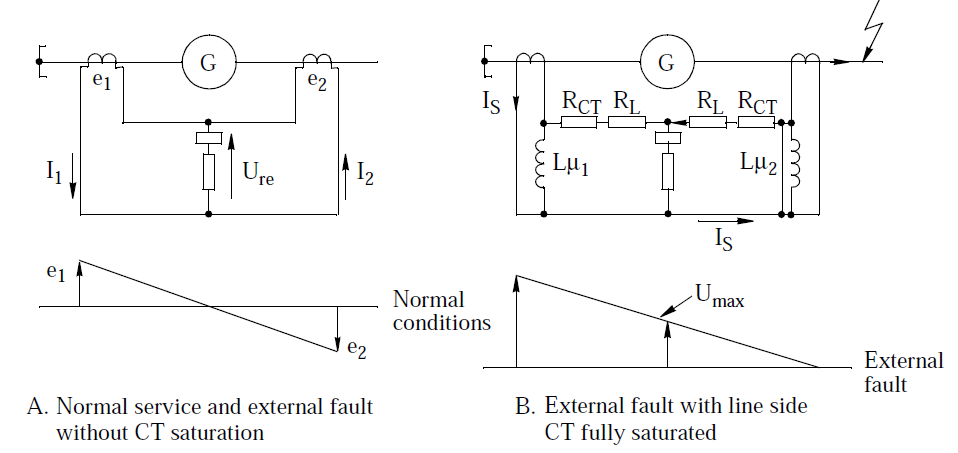 G
e1
e2
I1
Ure
I2
e1
e2
Normal
conditions
A. Normal service and external fault
without CT saturation
G
IS
RCT RL
RL RCT
Lμ1
Lμ2
IS
Umax
External
fault
B. External fault with line side
CT fully saturated